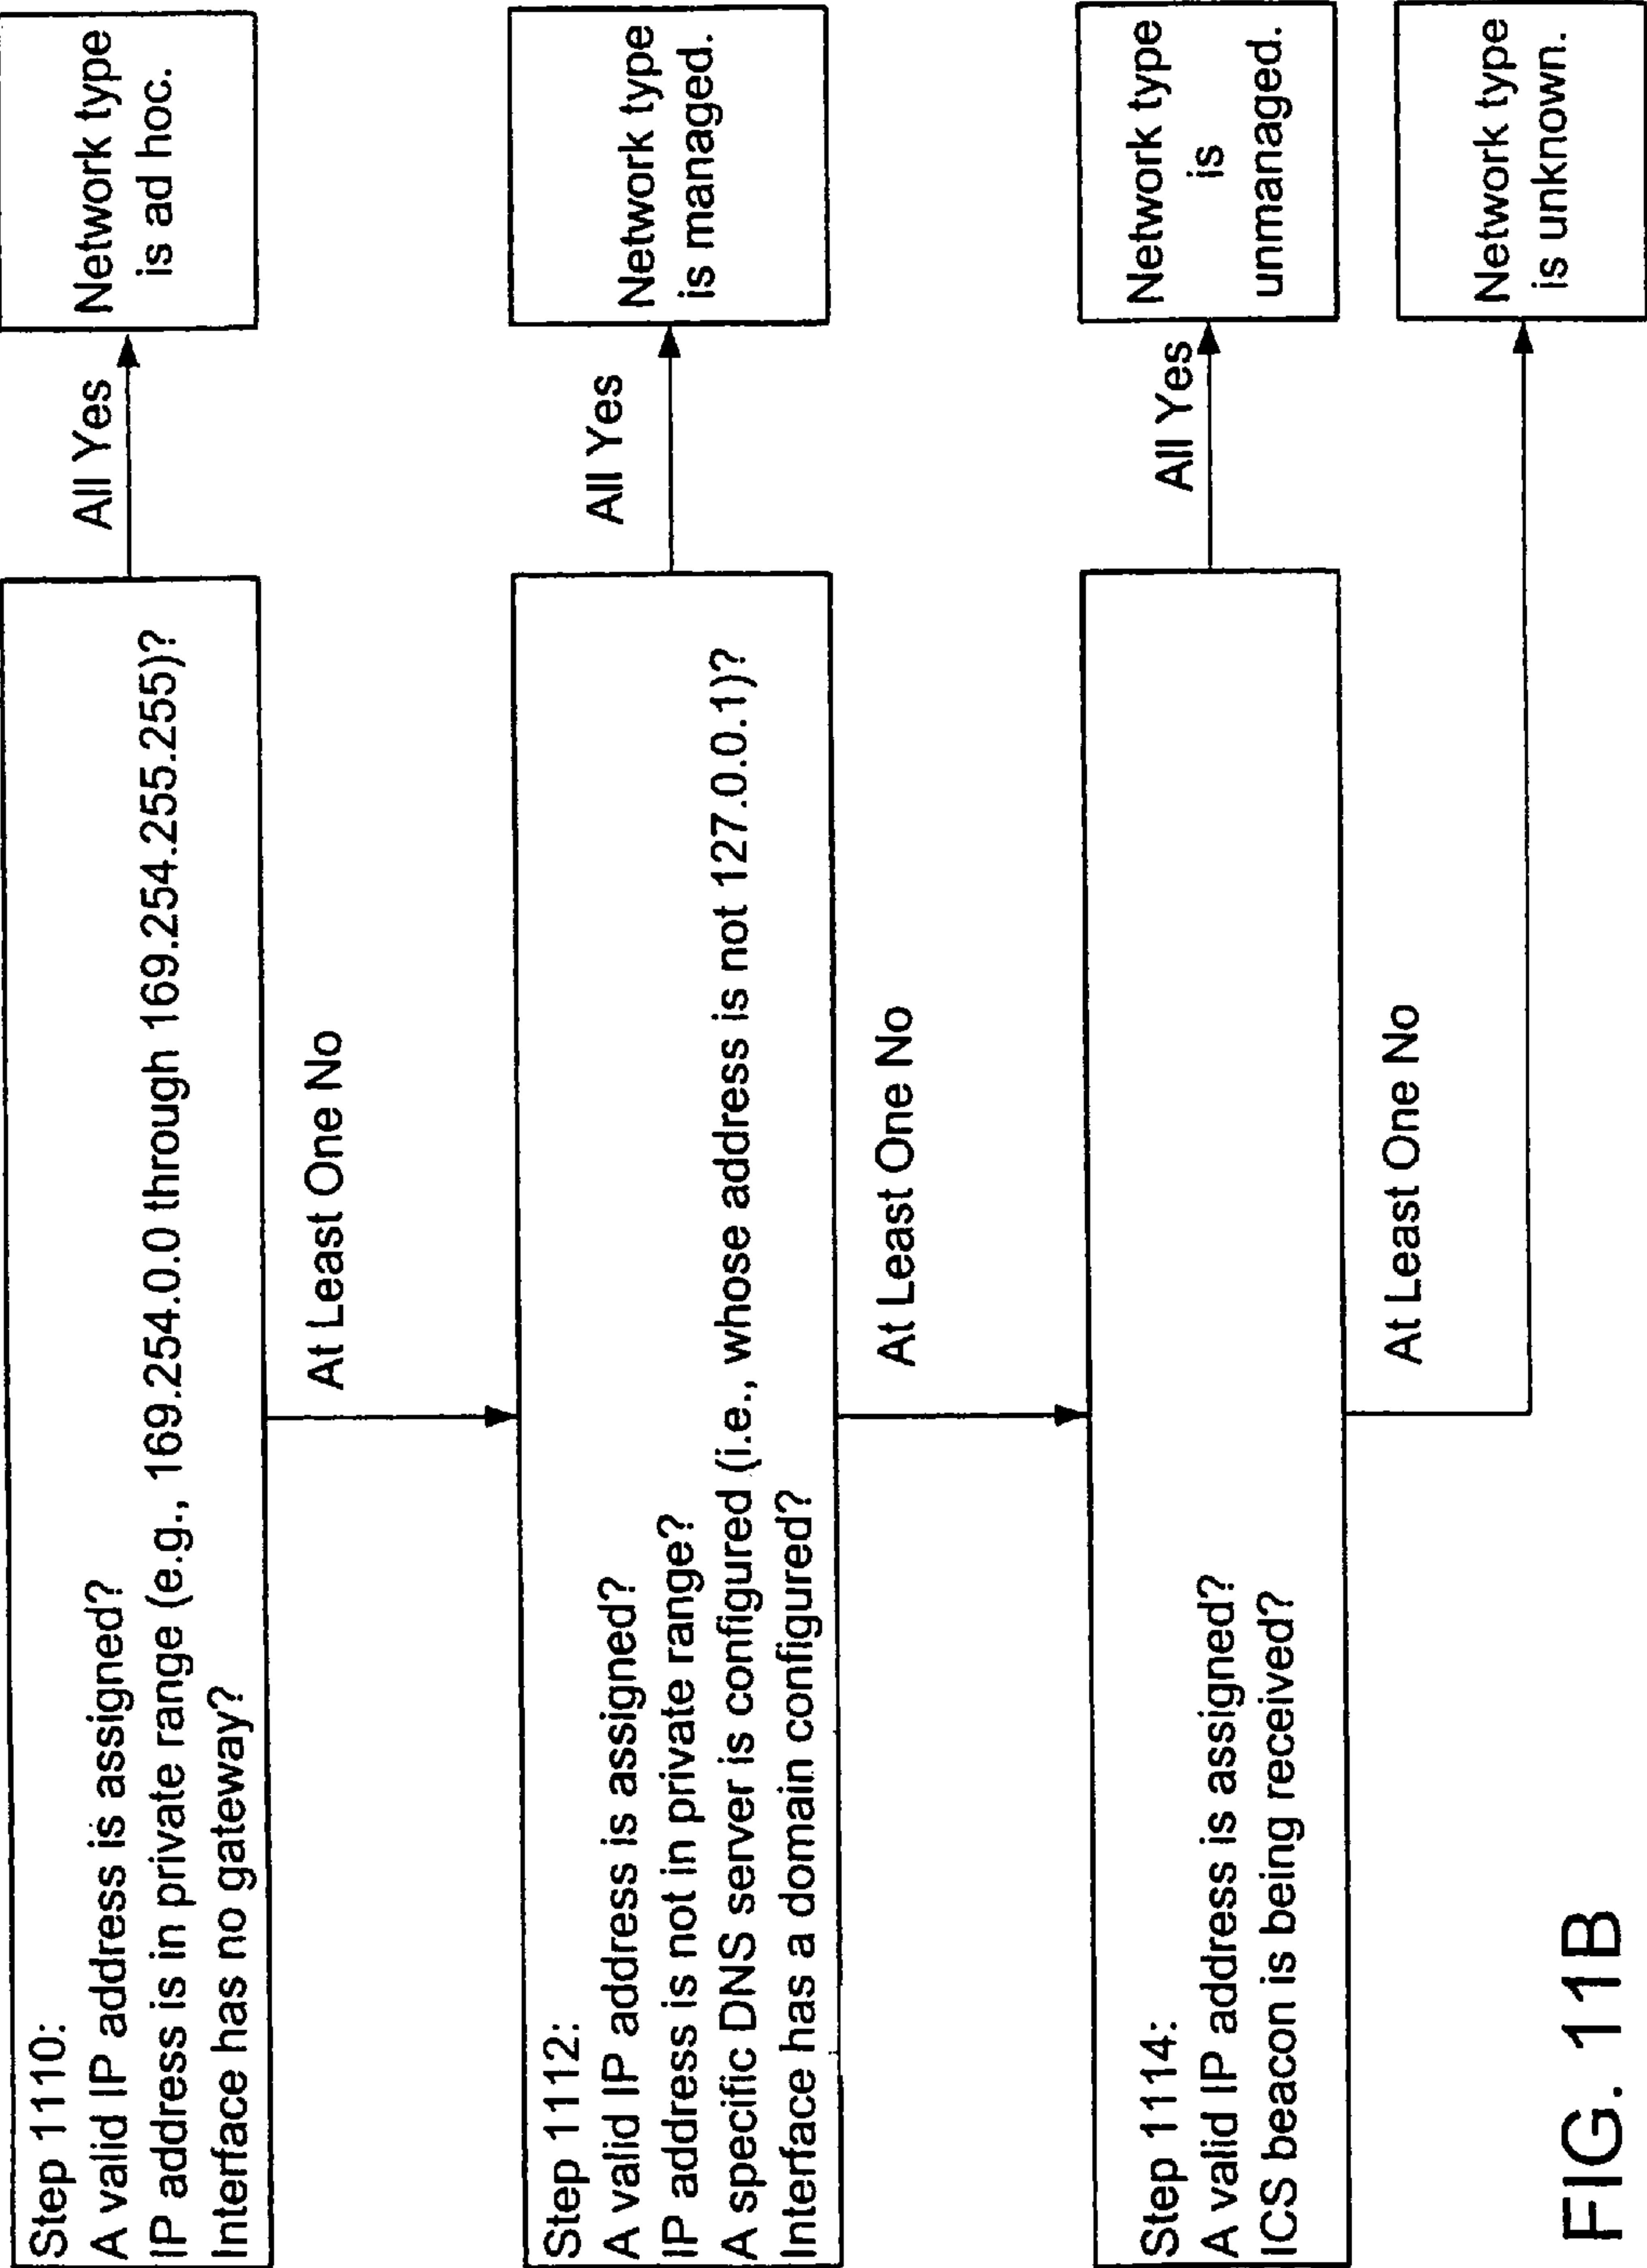 Step 1110:
A valid IP address is assigned?
IP address is in private range (e.g., 169.254.0.0 through 169.254.255.255)?
Interface has no gateway?
All Yes
Network type
is ad hoc.
At Least One No
Step 1112:
A valid IP address is assigned?
IP address is not in private range?
A specific DNS server is configured (i.e., whose address is not 127.0.0.1)?
Interface has a domain configured?
All Yes
Network type
is managed.
At Least One No
Step 1114:
A valid IP address is assigned?
ICS beacon is being received?
All Yes
Network type
is
unmanaged.
At Least One No
Network type
is unknown.
FIG. 11B